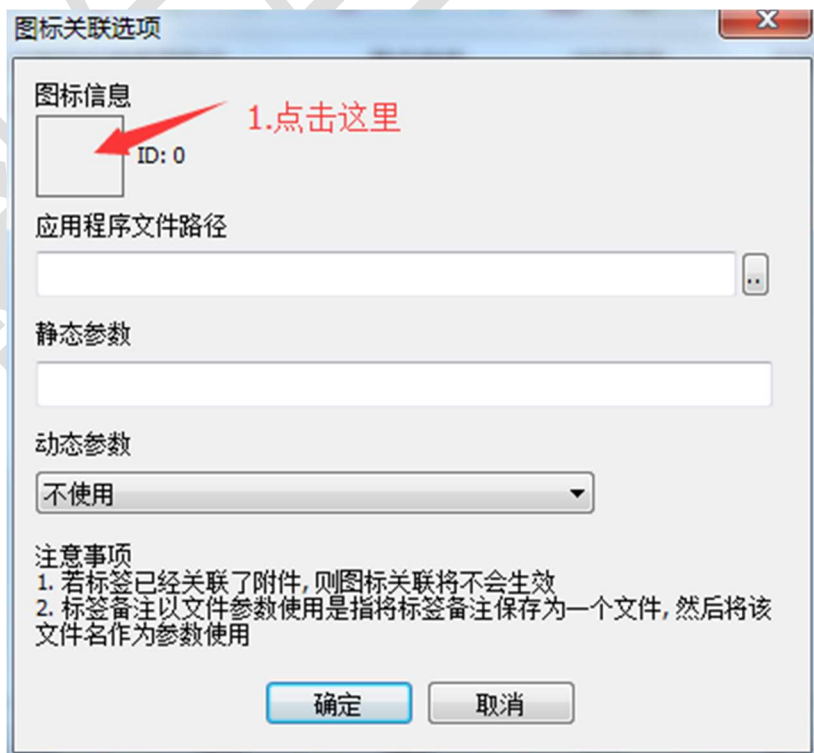 图标关联选项
图标信息
1.点击这里
ID: 0
应用程序文件路径
..
静态参数
动态参数
不使用
注意事项
1. 若标签已经关联了附件, 则图标关联将不会生效
2. 标签备注以文件参数使用是指将标签备注保存为一个文件, 然后将该
文件名作为参数使用
确定
取消